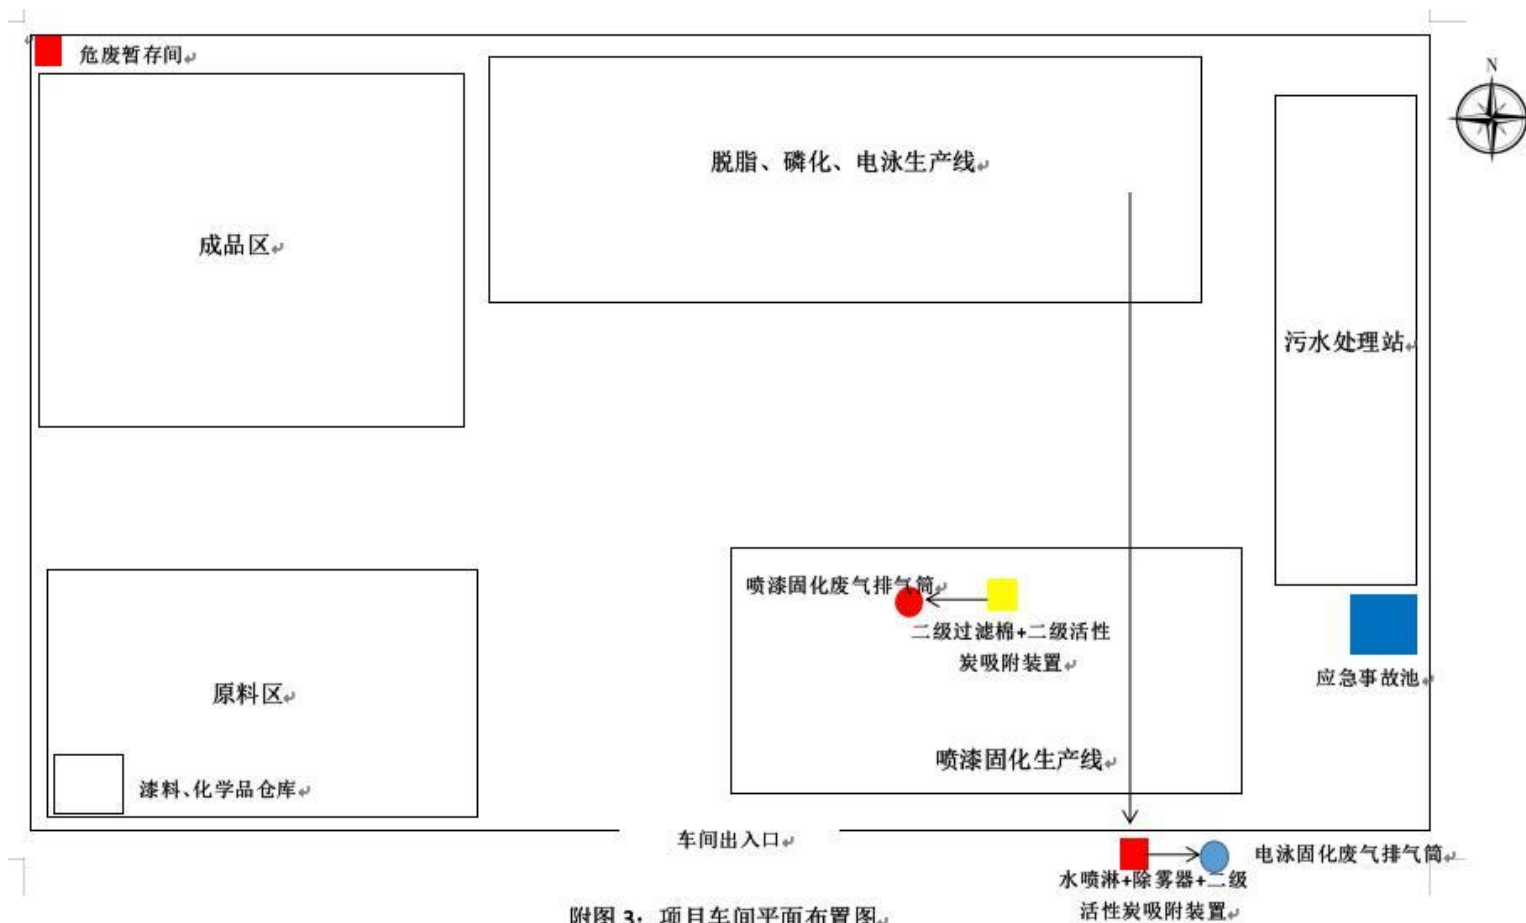 危废暂存间
N
脱脂、磷化、电泳生产线
成品区
污水处理站
喷漆固化废气排气筒
二级过滤棉+二级活性
炭吸附装置
应急事故池
原料区
喷漆固化生产线
漆料、化学品仓库
车间出入口
电泳固化废气排气筒
水喷淋+除雾器+二级
活性炭吸附装置
附图 3：项目车间平面布置图